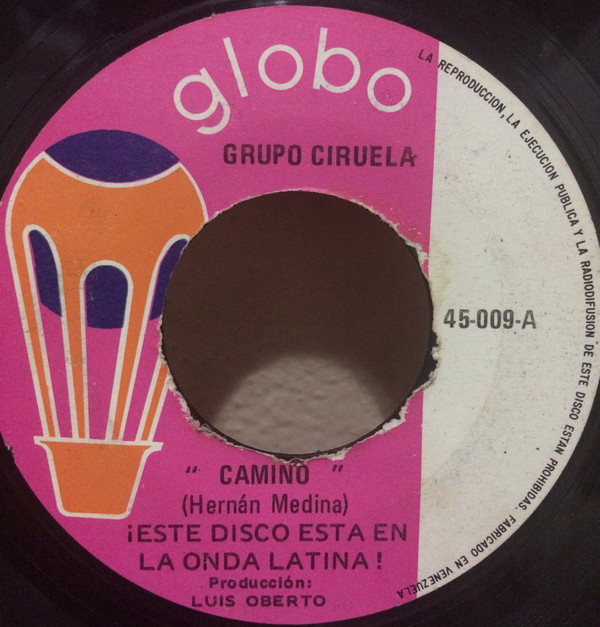 globo
GRUPO CIRUELA
45-009-A
" CAMINO "
(Hernán Medina)
¡ESTE DISCO ESTA EN
LA ONDA LATINA!
Producción:
LUIS OBERTO
LA REPRODUCCION, LA EJECUCION PUBLICA Y LA RADIODIFUSION DE ESTE DISCO ESTAN PROHIBIDAS. FABRICADO EN VENEZUELA